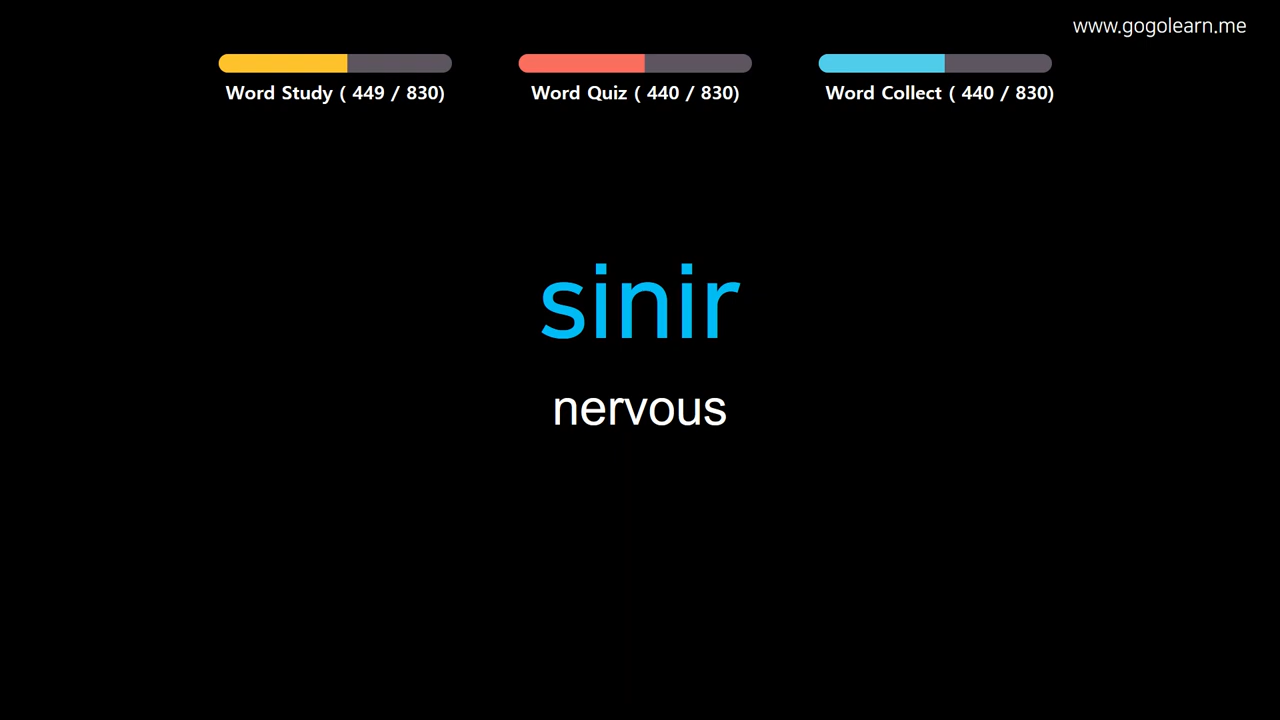 www.gogolearn.me
Word Study ( 449 / 830)
Word Quiz ( 440 / 830)
Word Collect ( 440 / 830)
sinir
nervous